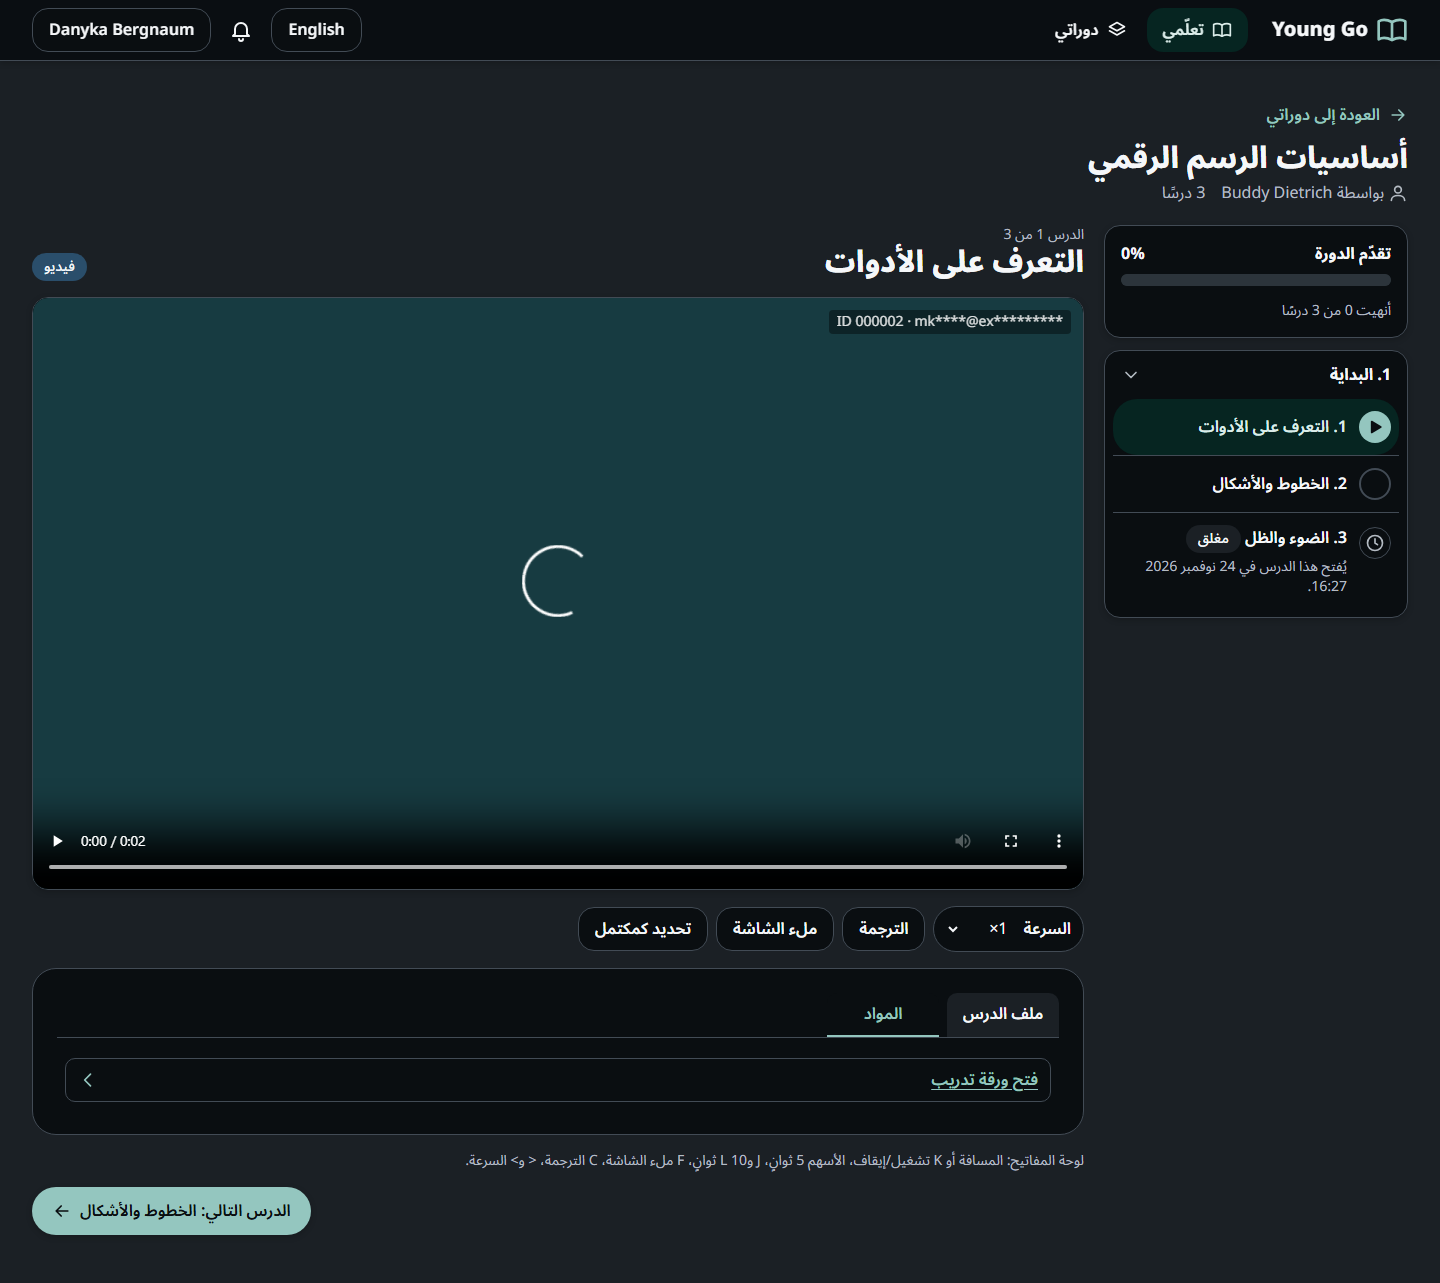 Young Go
تعلّمي
دوراتي
English
Danyka Bergnaum
العودة إلى دوراتي
أساسيات الرسم الرقمي
بواسطة Buddy Dietrich
3 درسًا
تقدّم الدورة
0%
أنهيت 0 من 3 درسًا
1. البداية
1. التعرف على الأدوات
2. الخطوط والأشكال
3. الضوء والظل
مغلق
يُفتح هذا الدرس في 24 نوفمبر 2026
16:27.
الدرس 1 من 3
التعرف على الأدوات
فيديو
ID 000002 · mk****@ex*********
0:00 / 0:02
السرعة
1×
الترجمة
ملء الشاشة
تحديد كمكتمل
ملف الدرس
المواد
فتح ورقة تدريب
لوحة المفاتيح: المسافة أو K تشغيل/إيقاف، الأسهم 5 ثوانٍ، J وL 10 ثوانٍ، F ملء الشاشة، C الترجمة، < و> السرعة.
الدرس التالي: الخطوط والأشكال